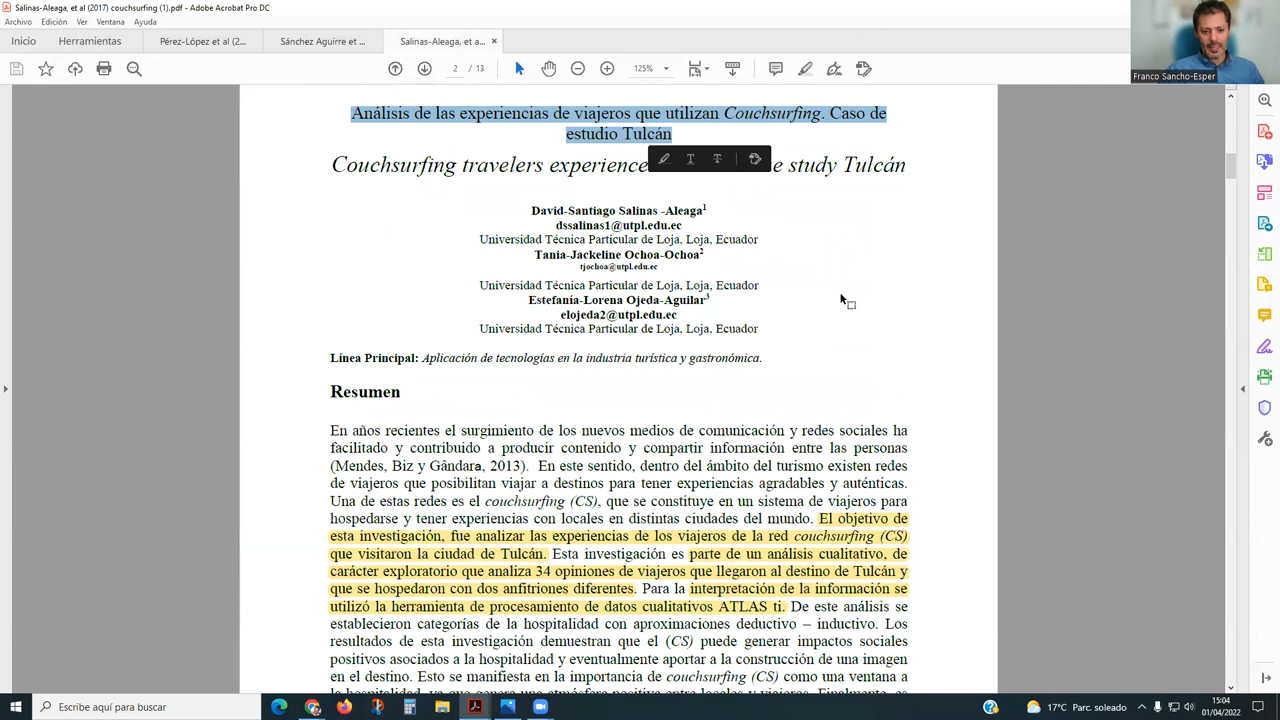 Salinas-Aleaga, et al (2017) couchsurfing (1).pdf - Adobe Acrobat Pro DC
Archivo Edición Ver Ventana Ayuda
Inicio Herramientas Pérez-López et al (2... Sánchez Aguirre et ... Salinas-Aleaga, et a... ×
2 / 13 125%
Franco Sancho-Esper
Análisis de las experiencias de viajeros que utilizan Couchsurfing. Caso de
estudio Tulcán
Couchsurfing travelers experience e study Tulcán
David-Santiago Salinas -Aleaga1
dssalinas1@utpl.edu.ec
Universidad Técnica Particular de Loja, Loja, Ecuador
Tania-Jackeline Ochoa-Ochoa2
tjochoa@utpl.edu.ec
Universidad Técnica Particular de Loja, Loja, Ecuador
Estefanía-Lorena Ojeda-Aguilar3
elojeda2@utpl.edu.ec
Universidad Técnica Particular de Loja, Loja, Ecuador
Línea Principal: Aplicación de tecnologías en la industria turística y gastronómica.
Resumen
En años recientes el surgimiento de los nuevos medios de comunicación y redes sociales ha
facilitado y contribuido a producir contenido y compartir información entre las personas
(Mendes, Biz y Gândara, 2013). En este sentido, dentro del ámbito del turismo existen redes
de viajeros que posibilitan viajar a destinos para tener experiencias agradables y auténticas.
Una de estas redes es el couchsurfing (CS), que se constituye en un sistema de viajeros para
hospedarse y tener experiencias con locales en distintas ciudades del mundo. El objetivo de
esta investigación, fue analizar las experiencias de los viajeros de la red couchsurfing (CS)
que visitaron la ciudad de Tulcán. Esta investigación es parte de un análisis cualitativo, de
carácter exploratorio que analiza 34 opiniones de viajeros que llegaron al destino de Tulcán y
que se hospedaron con dos anfitriones diferentes. Para la interpretación de la información se
utilizó la herramienta de procesamiento de datos cualitativos ATLAS ti. De este análisis se
establecieron categorías de la hospitalidad con aproximaciones deductivo – inductivo. Los
resultados de esta investigación demuestran que el (CS) puede generar impactos sociales
positivos asociados a la hospitalidad y eventualmente aportar a la construcción de una imagen
en el destino. Esto se manifiesta en la importancia de couchsurfing (CS) como una ventana a
la hospitalidad, ya que genera una atmósfera positiva entre locales y viajeros. Finalmente, es
Escribe aquí para buscar
17°C Parc. soleado
15:04
01/04/2022